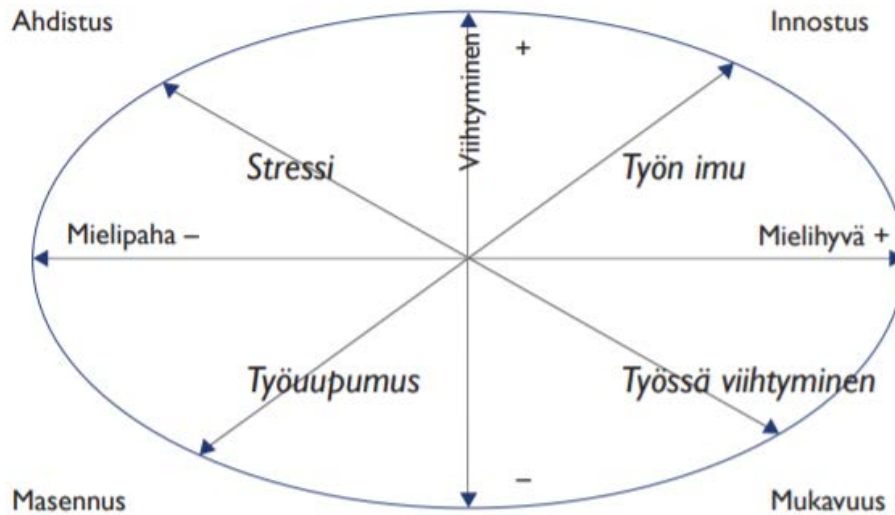 Ahdistus
Innostus
Viihtyminen
+
Stressi
Työn imu
Mielipaha –
Mielihyvä +
Työuupumus
Työssä viihtyminen
–
Masennus
Mukavuus